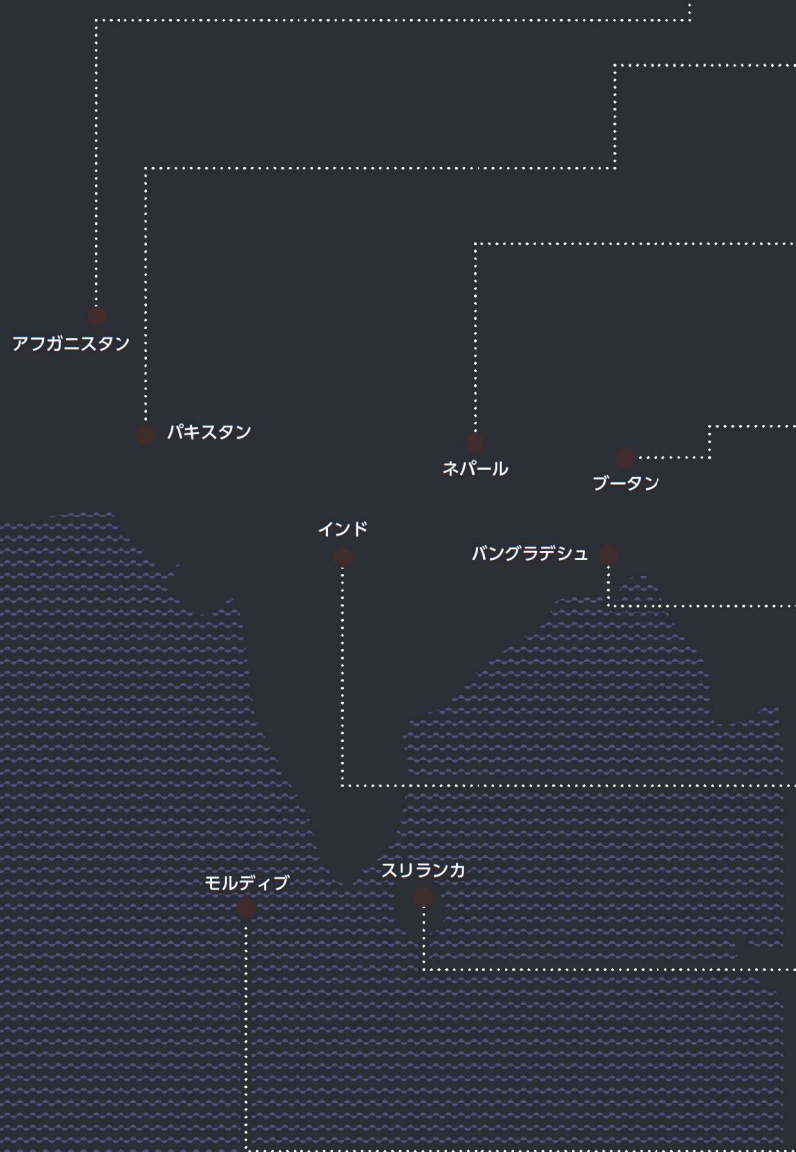 アフガニスタン
パキスタン
ネパール
ブータン
インド
バングラデシュ
スリランカ
モルディブ